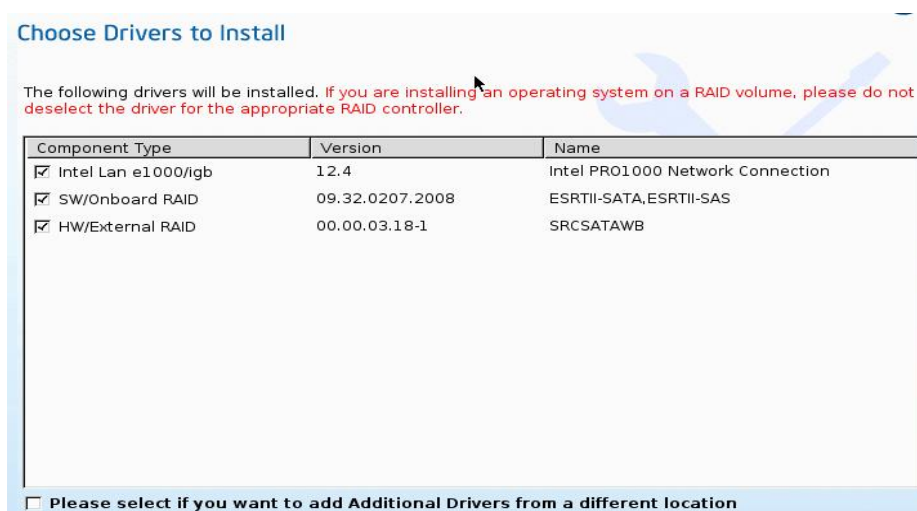 Choose Drivers to Install
The following drivers will be installed. If you are installing an operating system on a RAID volume, please do not
deselect the driver for the appropriate RAID controller.
Component Type Version Name
Intel Lan e1000/igb 12.4 Intel PRO1000 Network Connection
SW/Onboard RAID 09.32.0207.2008 ESRTII-SATA,ESRTII-SAS
HW/External RAID 00.00.03.18-1 SRCSATAWB
Please select if you want to add Additional Drivers from a different location